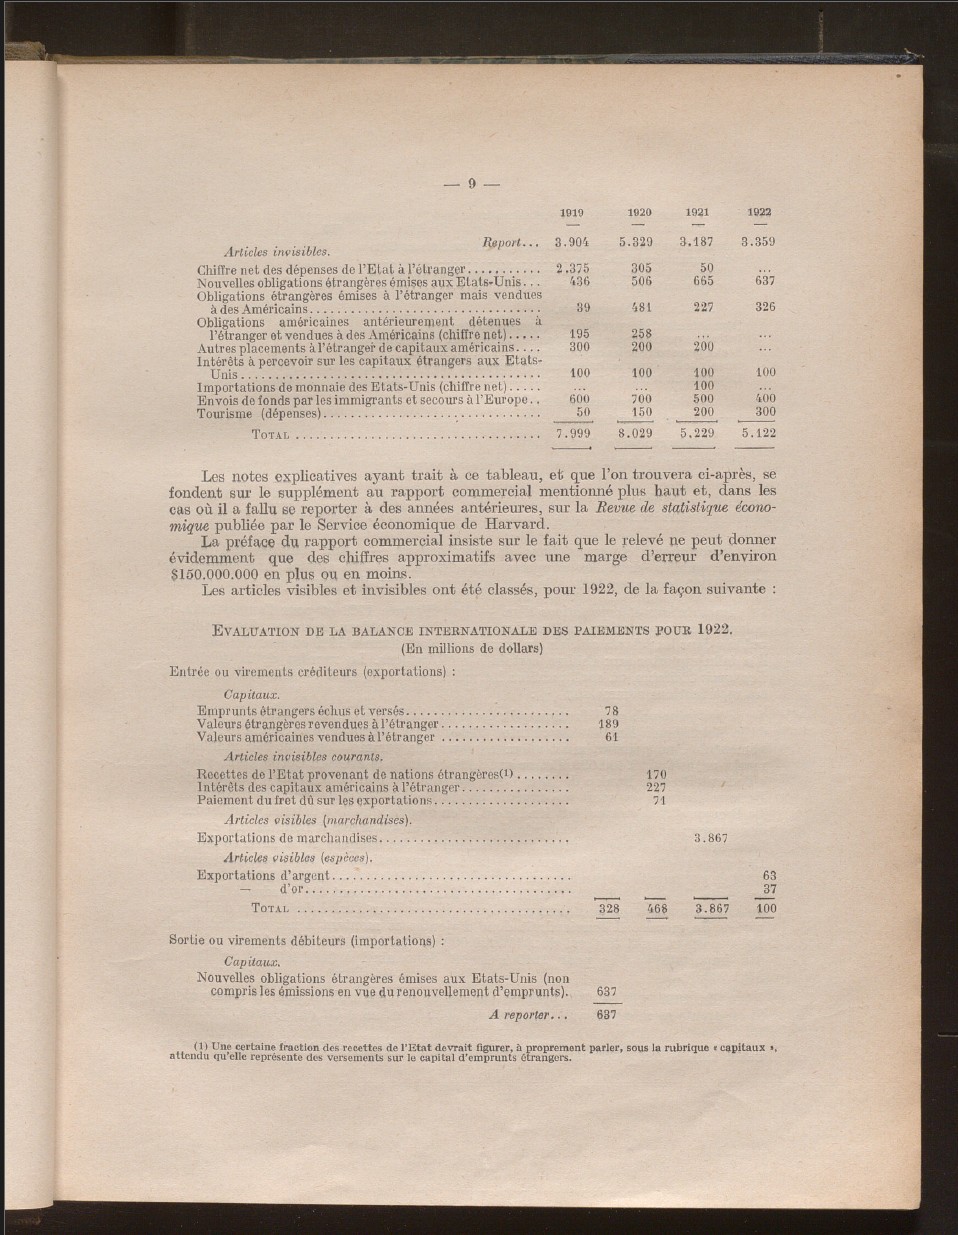 — 9 —
1919 1920 1921 1922
Report... 3.904 5.329 3.187 3.359
Articles invisibles.
Chiffre net des dépenses de l'Etat à l'étranger........... 2.375 305 50 ...
Nouvelles obligations étrangères émises aux Etats-Unis... 436 506 665 637
Obligations étrangères émises à l'étranger mais vendues
à des Américains.................................. 39 481 227 326
Obligations américaines antérieurement détenues à
l'étranger et vendues à des Américains (chiffre net)..... 195 258 ... ...
Autres placements à l'étranger de capitaux américains.... 300 200 200 ...
Intérêts à percevoir sur les capitaux étrangers aux Etats-
Unis............................................. 100 100 100 100
Importations de monnaie des Etats-Unis (chiffre net)..... ... ... 100 ...
Envois de fonds par les immigrants et secours à l'Europe.. 600 700 500 400
Tourisme (dépenses)................................ 50 150 200 300
TOTAL .................................... 7.999 8.029 5.229 5.122
Les notes explicatives ayant trait à ce tableau, et que l'on trouvera ci-après, se
fondent sur le supplément au rapport commercial mentionné plus haut et, dans les
cas où il a fallu se reporter à des années antérieures, sur la Revue de statistique écono-
mique publiée par le Service économique de Harvard.
La préface du rapport commercial insiste sur le fait que le relevé ne peut donner
évidemment que des chiffres approximatifs avec une marge d'erreur d'environ
$150.000.000 en plus ou en moins.
Les articles visibles et invisibles ont été classés, pour 1922, de la façon suivante :
EVALUATION DE LA BALANCE INTERNATIONALE DES PAIEMENTS POUR 1922.
(En millions de dollars)
Entrée ou virements créditeurs (exportations) :
Capitaux.
Emprunts étrangers échus et versés........................ 78
Valeurs étrangères revendues à l'étranger................... 189
Valeurs américaines vendues à l'étranger ................... 61
Articles invisibles courants.
Recettes de l'Etat provenant de nations étrangères(1)........ 170
Intérêts des capitaux américains à l'étranger................ 227
Paiement du fret dû sur les exportations.................... 71
Articles visibles (marchandises).
Exportations de marchandises............................ 3.867
Articles visibles (espèces).
Exportations d'argent................................... 63
— d'or....................................... 37
TOTAL ........................................ 328 468 3.867 100
Sortie ou virements débiteurs (importations) :
Capitaux.
Nouvelles obligations étrangères émises aux Etats-Unis (non
compris les émissions en vue du renouvellement d'emprunts). 637
A reporter... 637
(1) Une certaine fraction des recettes de l'Etat devrait figurer, à proprement parler, sous la rubrique « capitaux »,
attendu qu'elle représente des versements sur le capital d'emprunts étrangers.